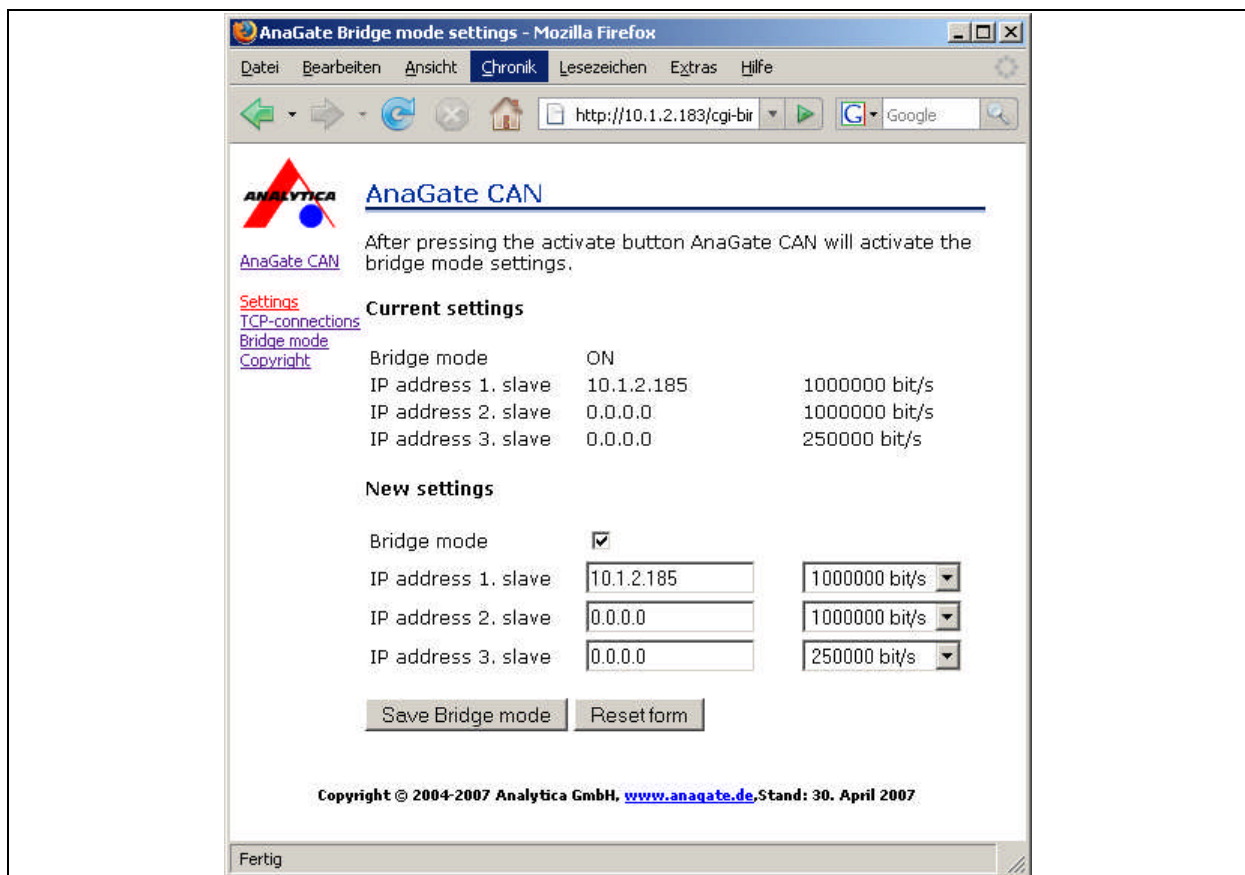 AnaGate Bridge mode settings - Mozilla Firefox
Datei Bearbeiten Ansicht Chronik Lesezeichen Extras Hilfe
http://10.1.2.183/cgi-bir G Google
ANALYTICA
AnaGate CAN
After pressing the activate button AnaGate CAN will activate the
bridge mode settings.
AnaGate CAN
Settings
TCP-connections
Bridge mode
Copyright
Current settings
Bridge mode ON
IP address 1. slave 10.1.2.185 1000000 bit/s
IP address 2. slave 0.0.0.0 1000000 bit/s
IP address 3. slave 0.0.0.0 250000 bit/s
New settings
Bridge mode
IP address 1. slave 10.1.2.185 1000000 bit/s
IP address 2. slave 0.0.0.0 1000000 bit/s
IP address 3. slave 0.0.0.0 250000 bit/s
Save Bridge mode Reset form
Copyright © 2004-2007 Analytica GmbH, www.anagate.de,Stand: 30. April 2007
Fertig